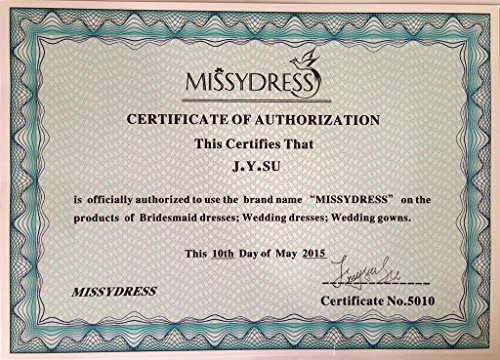 MISSYDRESS
CERTIFICATE OF AUTHORIZATION
This Certifies That
J.Y.SU
is officially authorized to use the brand name “MISSYDRESS” on the
products of Bridesmaid dresses; Wedding dresses; Wedding gowns.
This 10th Day of May 2015
MISSYDRESS
Certificate No.5010